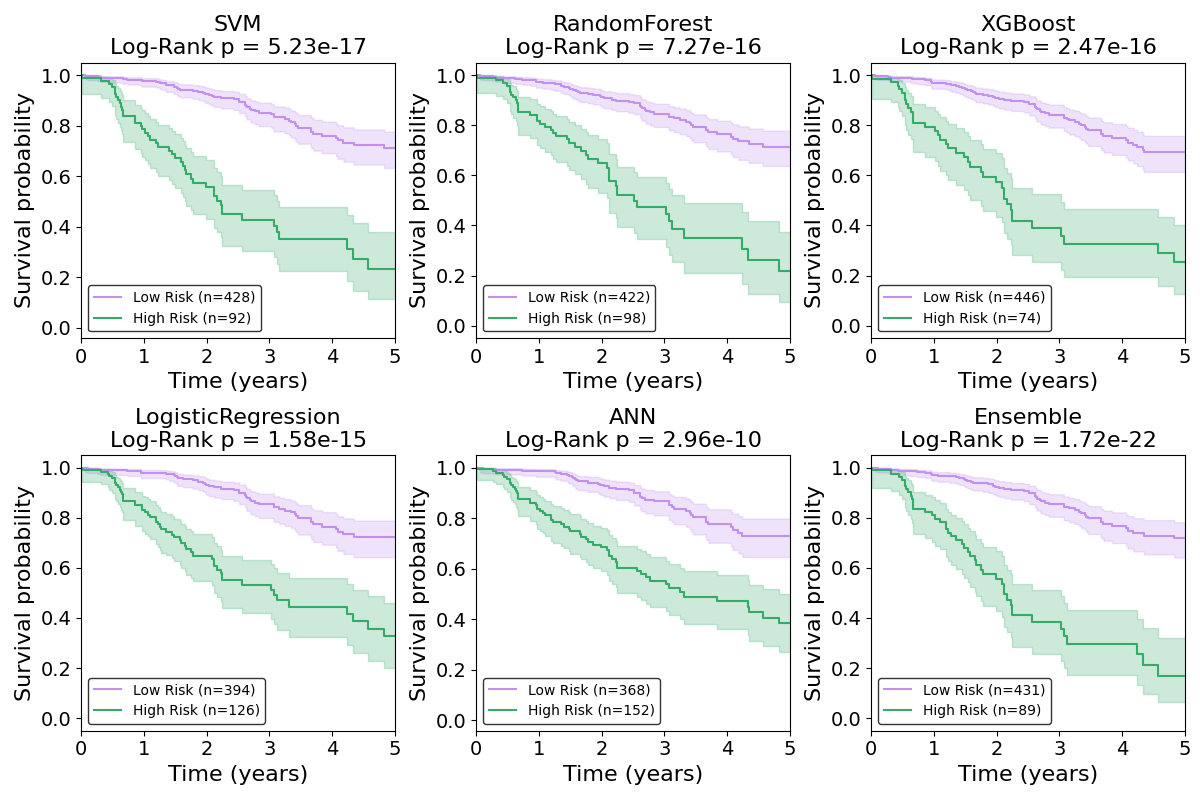 SVM
Log-Rank p = 5.23e-17
Survival probability
1.0
0.8
0.6
0.4
0.2
0.0
Low Risk (n=428)
High Risk (n=92)
0 1 2 3 4 5
Time (years)
RandomForest
Log-Rank p = 7.27e-16
Survival probability
1.0
0.8
0.6
0.4
0.2
0.0
Low Risk (n=422)
High Risk (n=98)
0 1 2 3 4 5
Time (years)
XGBoost
Log-Rank p = 2.47e-16
Survival probability
1.0
0.8
0.6
0.4
0.2
0.0
Low Risk (n=446)
High Risk (n=74)
0 1 2 3 4 5
Time (years)
LogisticRegression
Log-Rank p = 1.58e-15
Survival probability
1.0
0.8
0.6
0.4
0.2
0.0
Low Risk (n=394)
High Risk (n=126)
0 1 2 3 4 5
Time (years)
ANN
Log-Rank p = 2.96e-10
Survival probability
1.0
0.8
0.6
0.4
0.2
0.0
Low Risk (n=368)
High Risk (n=152)
0 1 2 3 4 5
Time (years)
Ensemble
Log-Rank p = 1.72e-22
Survival probability
1.0
0.8
0.6
0.4
0.2
0.0
Low Risk (n=431)
High Risk (n=89)
0 1 2 3 4 5
Time (years)